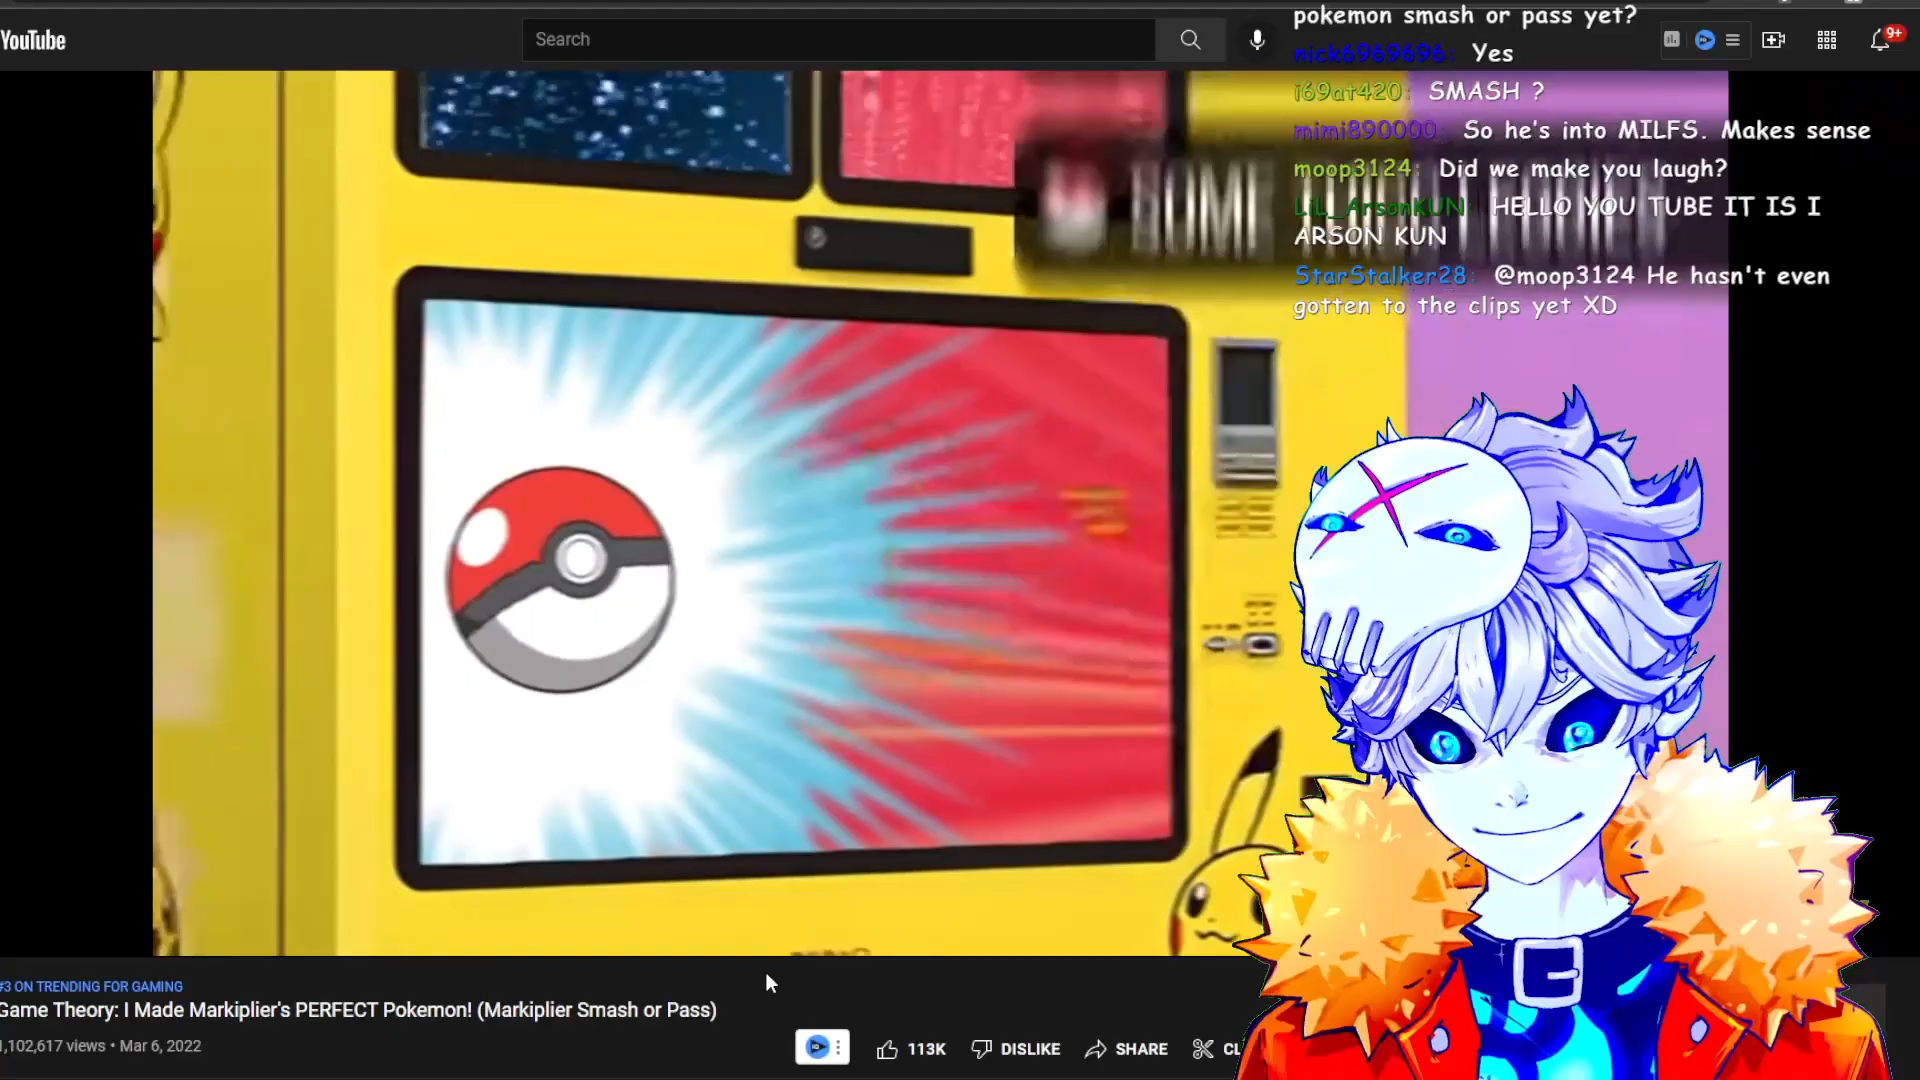 pokemon smash or pass yet?
YouTube
Search
9+
nick6969696: Yes
i69at420: SMASH ?
mimi890000: So he's into MILFS. Makes sense
moop3124: Did we make you laugh?
LiL_ArsonKUN: HELLO YOU TUBE IT IS I
ARSON KUN
StarStalker28: @moop3124 He hasn't even
gotten to the clips yet XD
#3 ON TRENDING FOR GAMING
Game Theory: I Made Markiplier's PERFECT Pokemon! (Markiplier Smash or Pass)
1,102,617 views • Mar 6, 2022
113K
DISLIKE
SHARE
CL